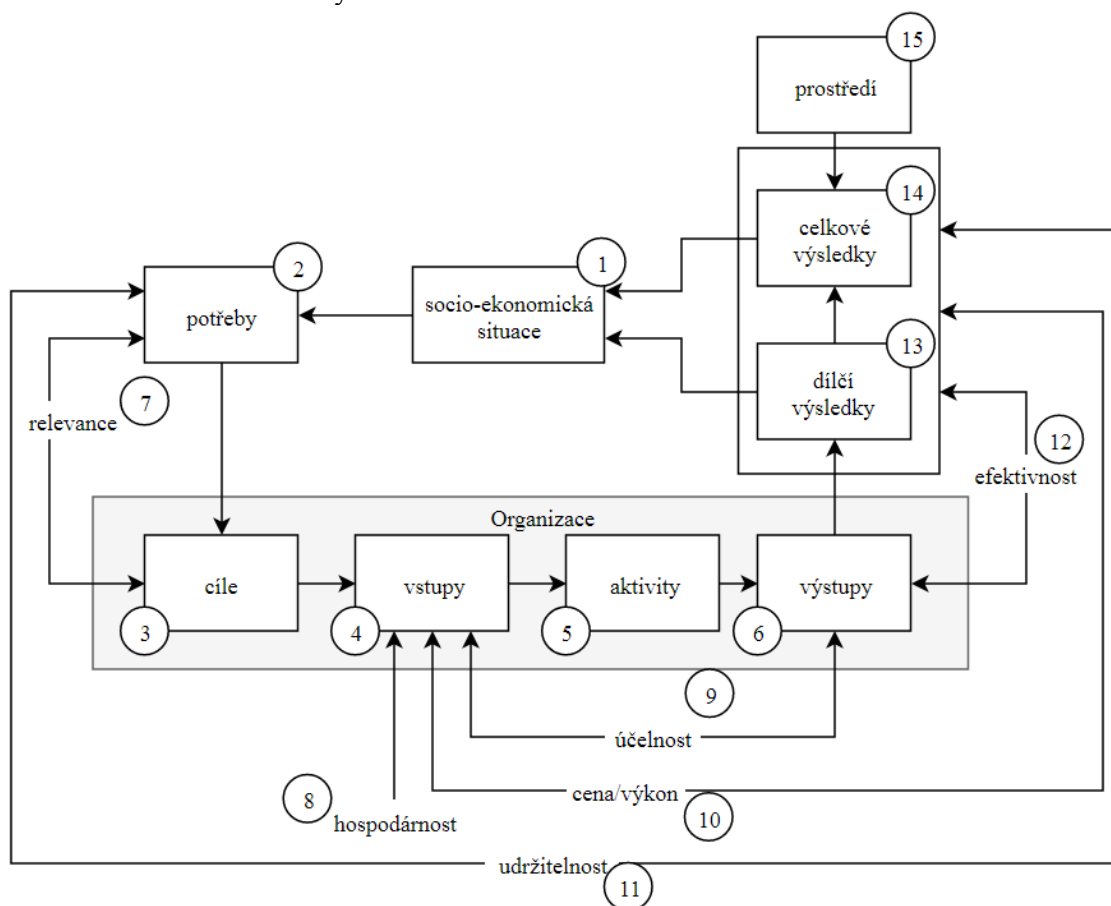 y
15
prostředí
14
celkové
výsledky
2
potřeby
1
socio-ekonomická
situace
13
dílčí
výsledky
7
relevance
12
efektivnost
Organizace
cíle
vstupy
aktivity
výstupy
3
4
5
6
9
účelnost
8
hospodárnost
cena/výkon
10
udržitelnost
11